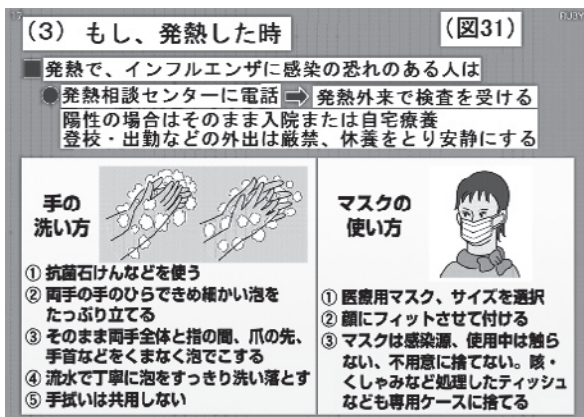 17
(3) もし、発熱した時
(図31)
■発熱で、インフルエンザに感染の恐れのある人は
●発熱相談センターに電話 ➡ 発熱外来で検査を受ける
陽性の場合はそのまま入院または自宅療養
登校・出勤などの外出は厳禁、休養をとり安静にする
手の
洗い方
① 抗菌石けんなどを使う
② 両手の手のひらできめ細かい泡を
たっぷり立てる
③ そのまま両手全体と指の間、爪の先、
手首などをくまなく泡でこする
④ 流水で丁寧に泡をすっきり洗い落とす
⑤ 手拭いは共用しない
マスクの
使い方
① 医療用マスク、サイズを選択
② 顔にフィットさせて付ける
③ マスクは感染源、使用中は触ら
ない、不用意に捨てない。咳・
くしゃみなど処理したティッシュ
なども専用ケースに捨てる